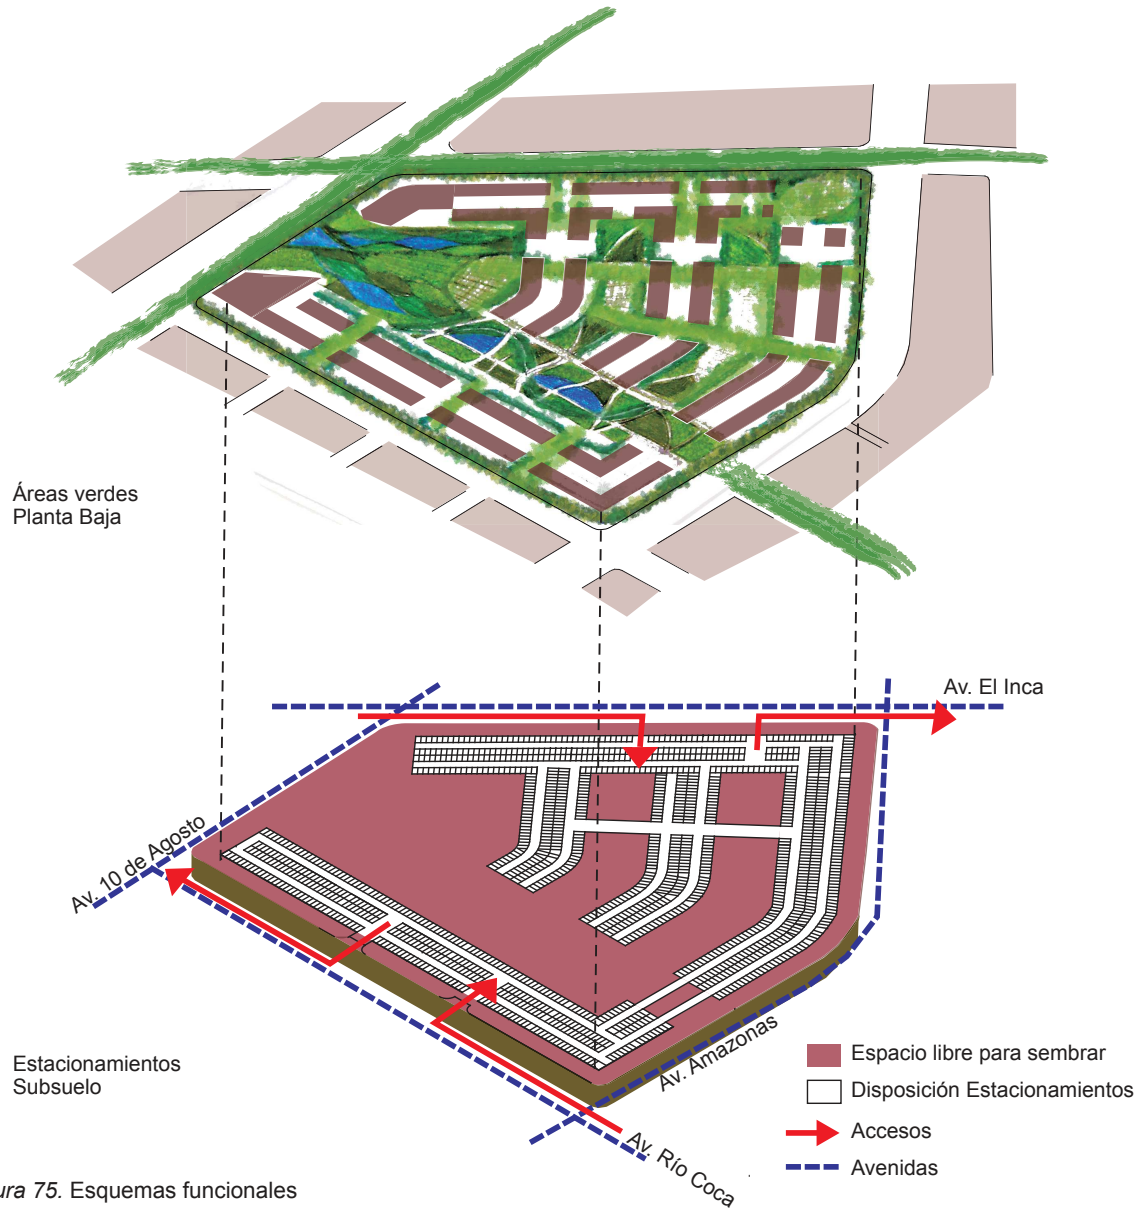 Áreas verdes
Planta Baja
Av. El Inca
Av. 10 de Agosto
Av. Amazonas
Av. Río Coca
Estacionamientos
Subsuelo
Espacio libre para sembrar
Disposición Estacionamientos
Accesos
Avenidas
ura 75. Esquemas funcionales